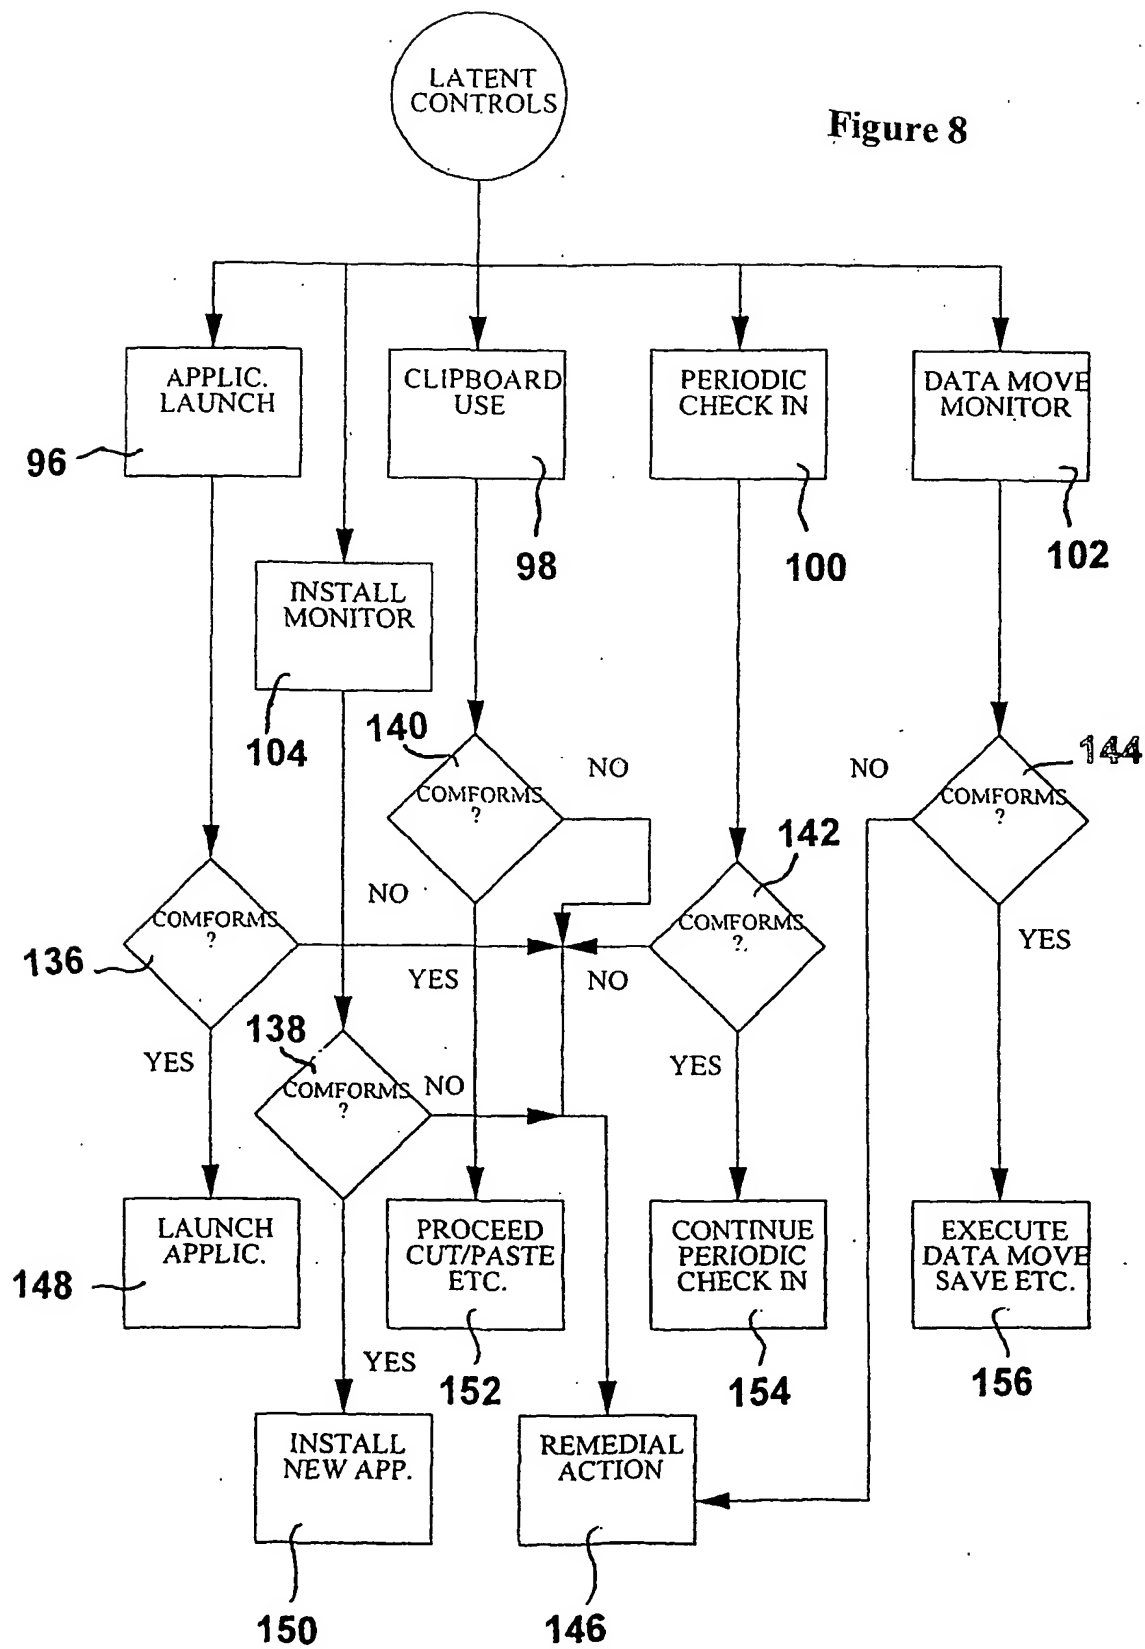 LATENT
CONTROLS
Figure 8
APPLIC.
LAUNCH
96
CLIPBOARD
USE
98
PERIODIC
CHECK IN
100
DATA MOVE
MONITOR
102
INSTALL
MONITOR
104
140
COMFORMS
?
NO
NO
144
COMFORMS
?
142
COMFORMS
?
NO
COMFORMS
?
136
YES
NO
YES
YES
138
COMFORMS
?
NO
YES
LAUNCH
APPLIC.
148
PROCEED
CUT/PASTE
ETC.
152
CONTINUE
PERIODIC
CHECK IN
154
EXECUTE
DATA MOVE
SAVE ETC.
156
YES
INSTALL
NEW APP.
150
REMEDIAL
ACTION
146